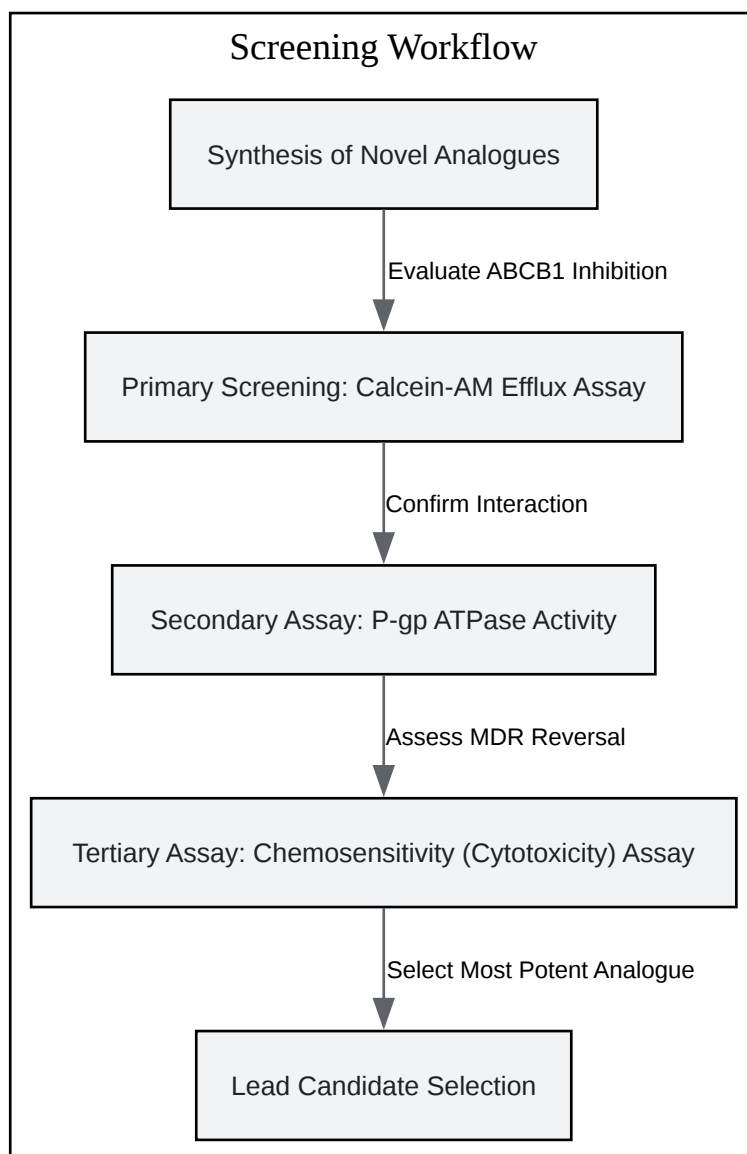 Screening Workflow
Synthesis of Novel Analogues
Evaluate ABCB1 Inhibition
Primary Screening: Calcein-AM Efflux Assay
Confirm Interaction
Secondary Assay: P-gp ATPase Activity
Assess MDR Reversal
Tertiary Assay: Chemosensitivity (Cytotoxicity) Assay
Select Most Potent Analogue
Lead Candidate Selection